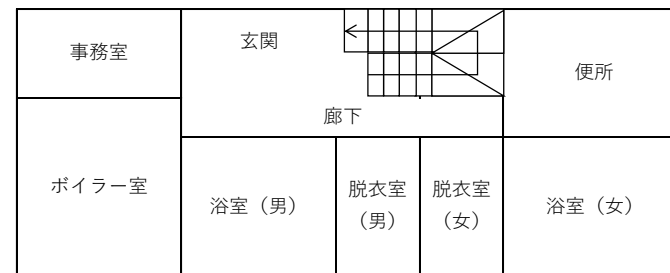 事務室
玄関
便所
廊下
ボイラー室
浴室（男）
脱衣室
（男）
脱衣室
（女）
浴室（女）